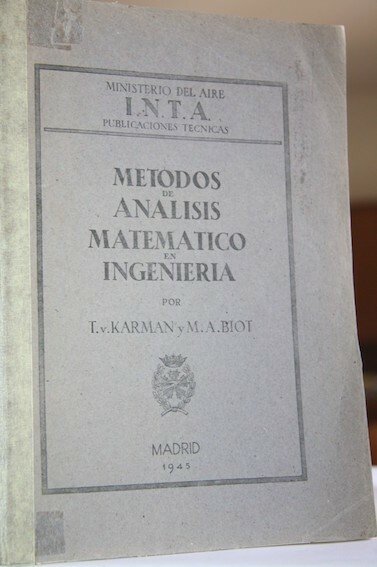 MINISTERIO DEL AIRE
I.N.T.A.
PUBLICACIONES TECNICAS
METODOS
DE
ANALISIS
MATEMATICO
EN
INGENIERIA
POR
T.v.KARMAN y M.A.BIOT
MADRID
1945